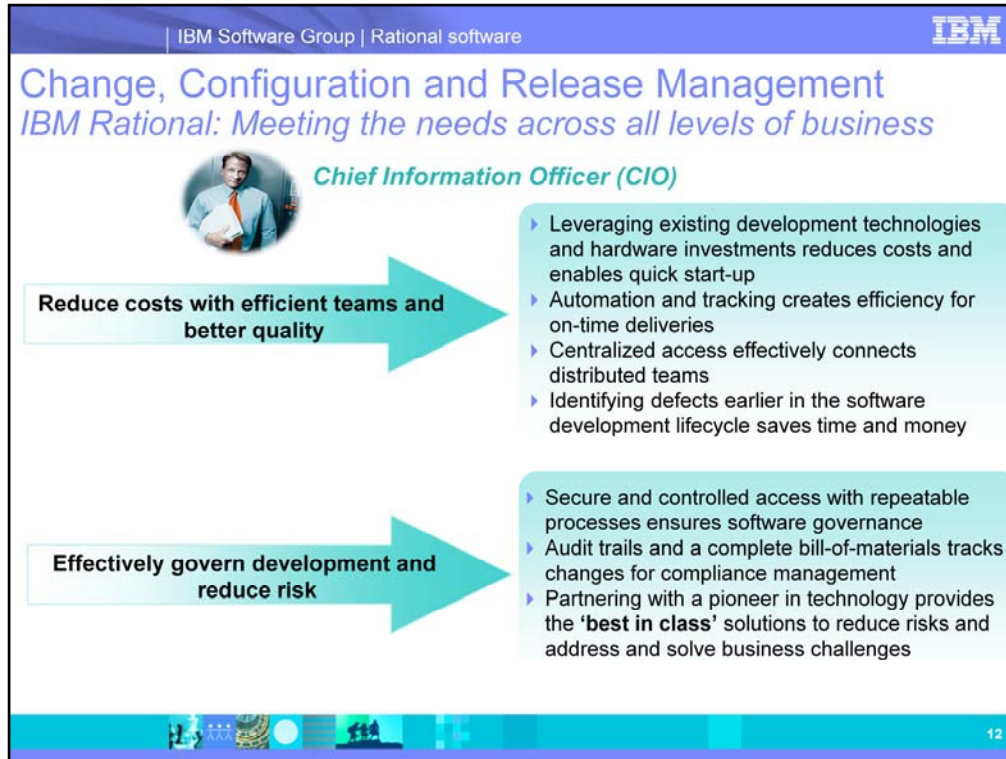 IBM Software Group | Rational software
IBM
Change, Configuration and Release Management
IBM Rational: Meeting the needs across all levels of business
Chief Information Officer (CIO)
Reduce costs with efficient teams and
better quality
Leveraging existing development technologies
and hardware investments reduces costs and
enables quick start-up
Automation and tracking creates efficiency for
on-time deliveries
Centralized access effectively connects
distributed teams
Identifying defects earlier in the software
development lifecycle saves time and money
Effectively govern development and
reduce risk
Secure and controlled access with repeatable
processes ensures software governance
Audit trails and a complete bill-of-materials tracks
changes for compliance management
Partnering with a pioneer in technology provides
the ‘best in class’ solutions to reduce risks and
address and solve business challenges
12